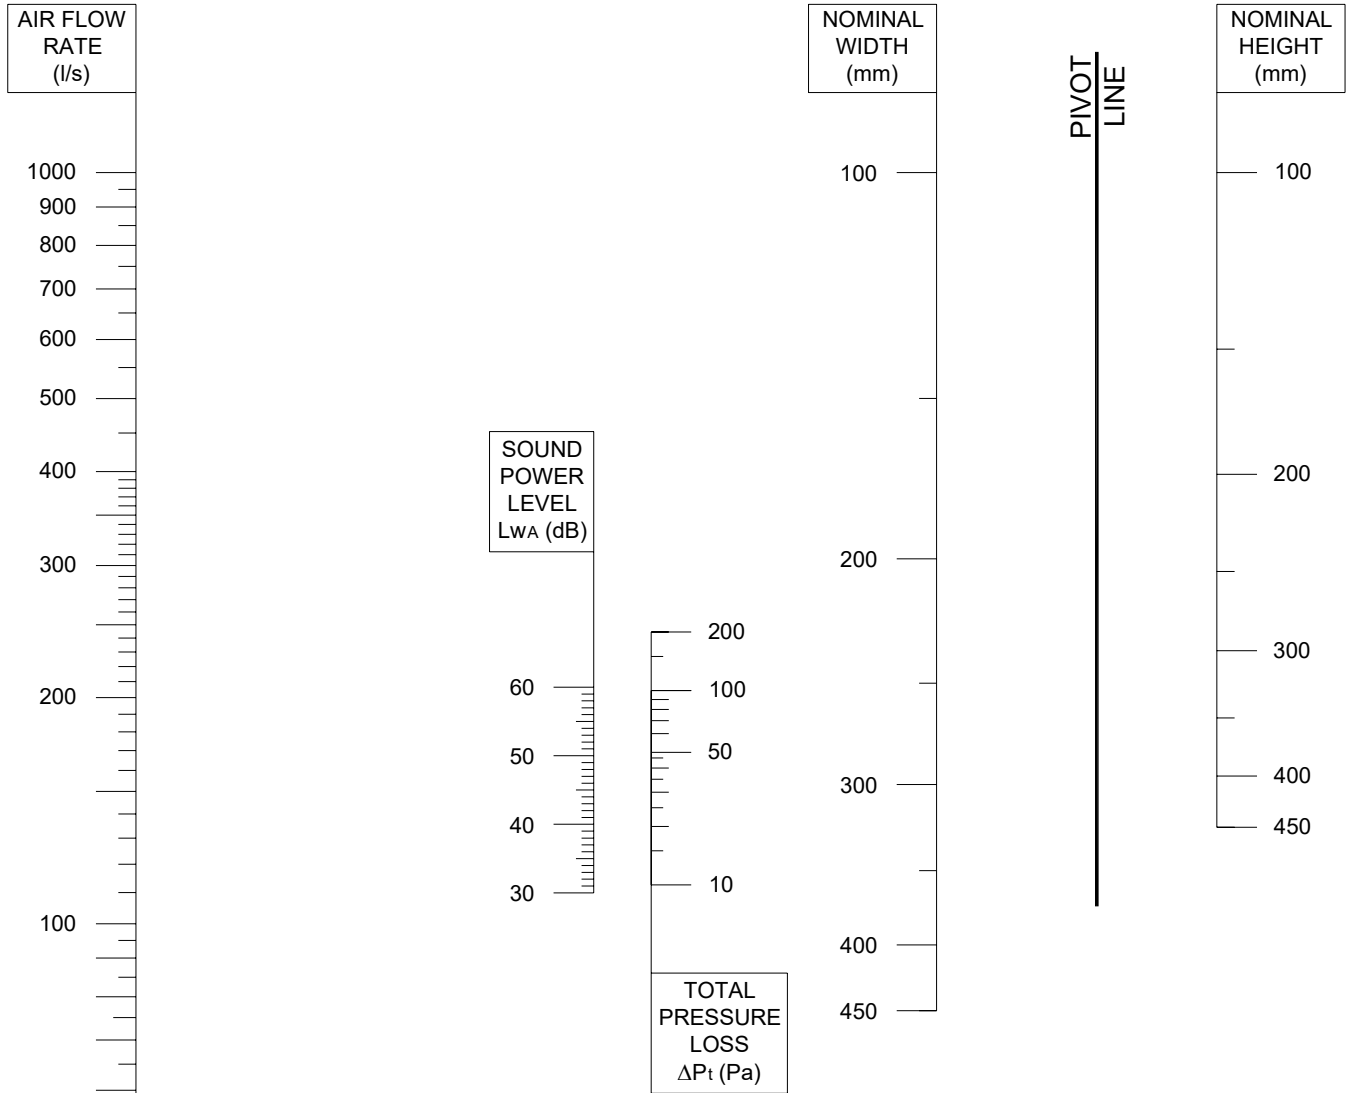 AIR FLOW
RATE
(l/s)
1000
900
800
700
600
500
400
300
200
100
SOUND
POWER
LEVEL
LWA (dB)
60
50
40
30
200
100
50
10
TOTAL
PRESSURE
LOSS
ΔPt (Pa)
NOMINAL
WIDTH
(mm)
100
200
300
400
450
PIVOT
LINE
NOMINAL
HEIGHT
(mm)
100
200
300
400
450